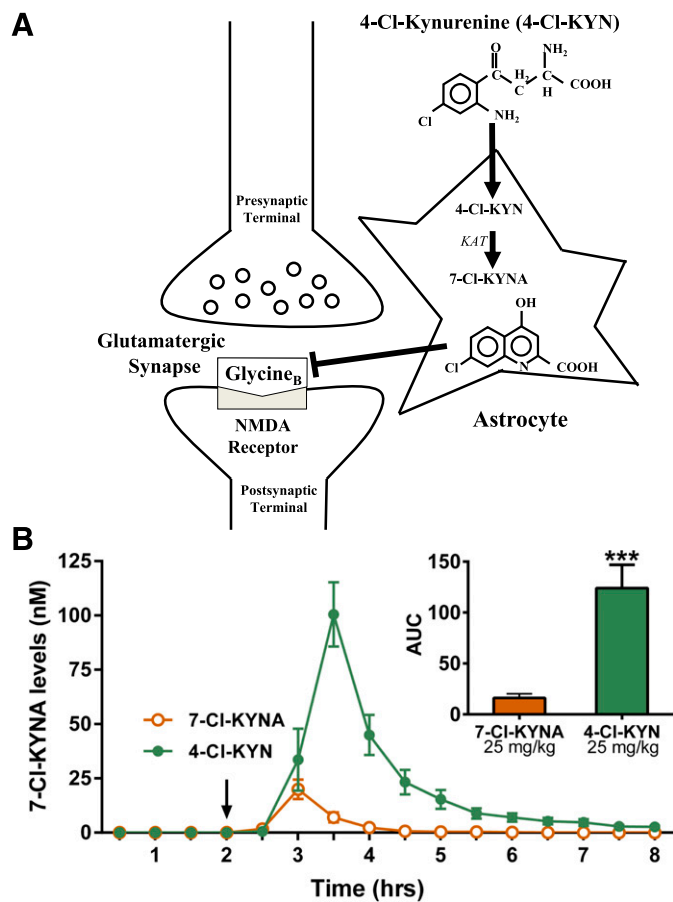 A
4-Cl-Kynurenine (4-Cl-KYN)
O
NH2
C
H2
C
C
H
COOH
Cl
NH2
Presynaptic
Terminal
4-Cl-KYN
KAT
7-Cl-KYNA
OH
Glutamatergic
Synapse
GlycineB
Cl
N
COOH
NMDA
Receptor
Astrocyte
Postsynaptic
Terminal
B
7-Cl-KYNA levels (nM)
125
100
75
50
25
0
7-Cl-KYNA
4-Cl-KYN
1 2 3 4 5 6 7 8
Time (hrs)
AUC
150
100
50
0
***
7-Cl-KYNA 4-Cl-KYN
25 mg/kg 25 mg/kg